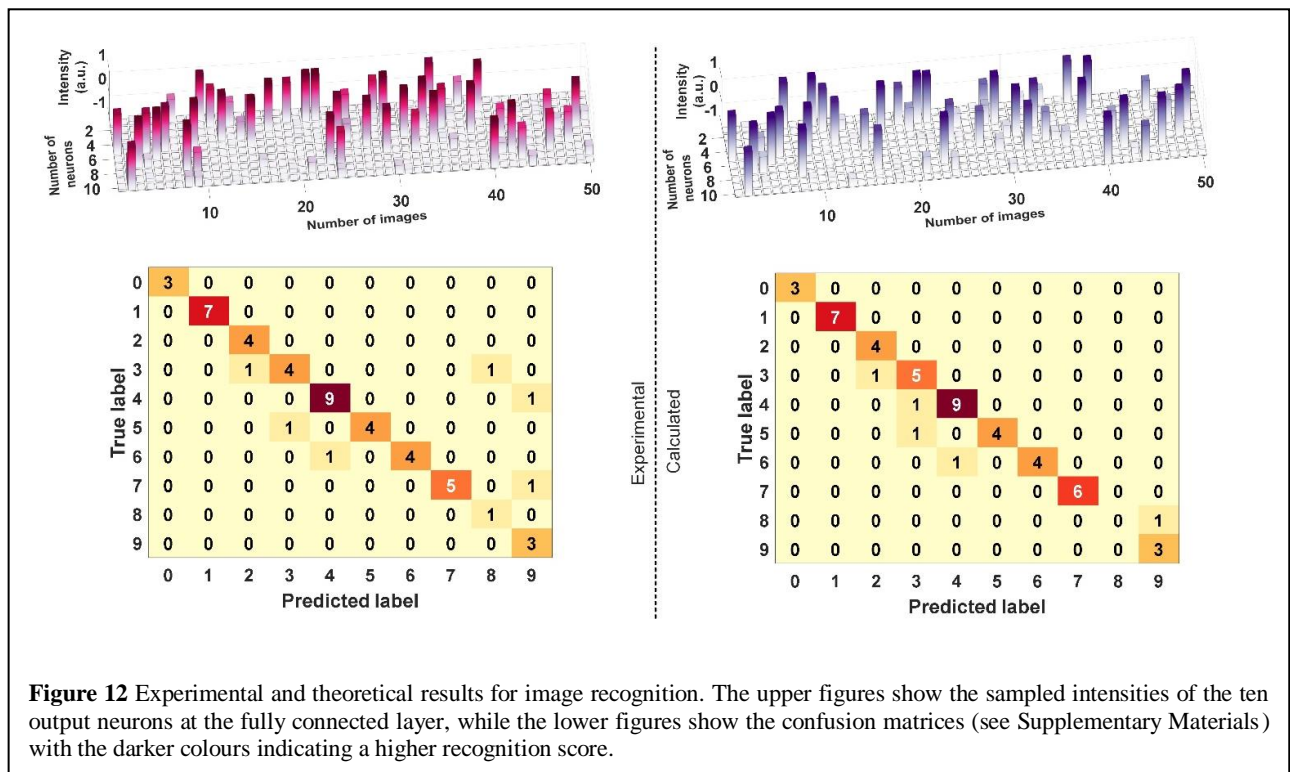 Intensity
(a.u.)
1
0
-1
2
4
6
8
10
Number of
neurons
10
20
30
40
50
Number of images
Intensity
(a.u.)
1
0
-1
2
4
6
8
10
Number of
neurons
10
20
30
40
50
Number of images
True label
0 3 0 0 0 0 0 0 0 0 0
1 0 7 0 0 0 0 0 0 0 0
2 0 0 4 0 0 0 0 0 0 0
3 0 0 1 4 0 0 0 0 1 0
4 0 0 0 0 9 0 0 0 0 1
5 0 0 0 1 0 4 0 0 0 0
6 0 0 0 0 1 0 4 0 0 0
7 0 0 0 0 0 0 0 5 0 1
8 0 0 0 0 0 0 0 0 1 0
9 0 0 0 0 0 0 0 0 0 3
0 1 2 3 4 5 6 7 8 9
Predicted label
Experimental
Calculated
True label
0 3 0 0 0 0 0 0 0 0 0
1 0 7 0 0 0 0 0 0 0 0
2 0 0 4 0 0 0 0 0 0 0
3 0 0 1 5 0 0 0 0 0 0
4 0 0 0 1 9 0 0 0 0 0
5 0 0 0 1 0 4 0 0 0 0
6 0 0 0 0 1 0 4 0 0 0
7 0 0 0 0 0 0 0 6 0 0
8 0 0 0 0 0 0 0 0 0 1
9 0 0 0 0 0 0 0 0 0 3
0 1 2 3 4 5 6 7 8 9
Predicted label
Figure 12 Experimental and theoretical results for image recognition. The upper figures show the sampled intensities of the ten
output neurons at the fully connected layer, while the lower figures show the confusion matrices (see Supplementary Materials)
with the darker colours indicating a higher recognition score.